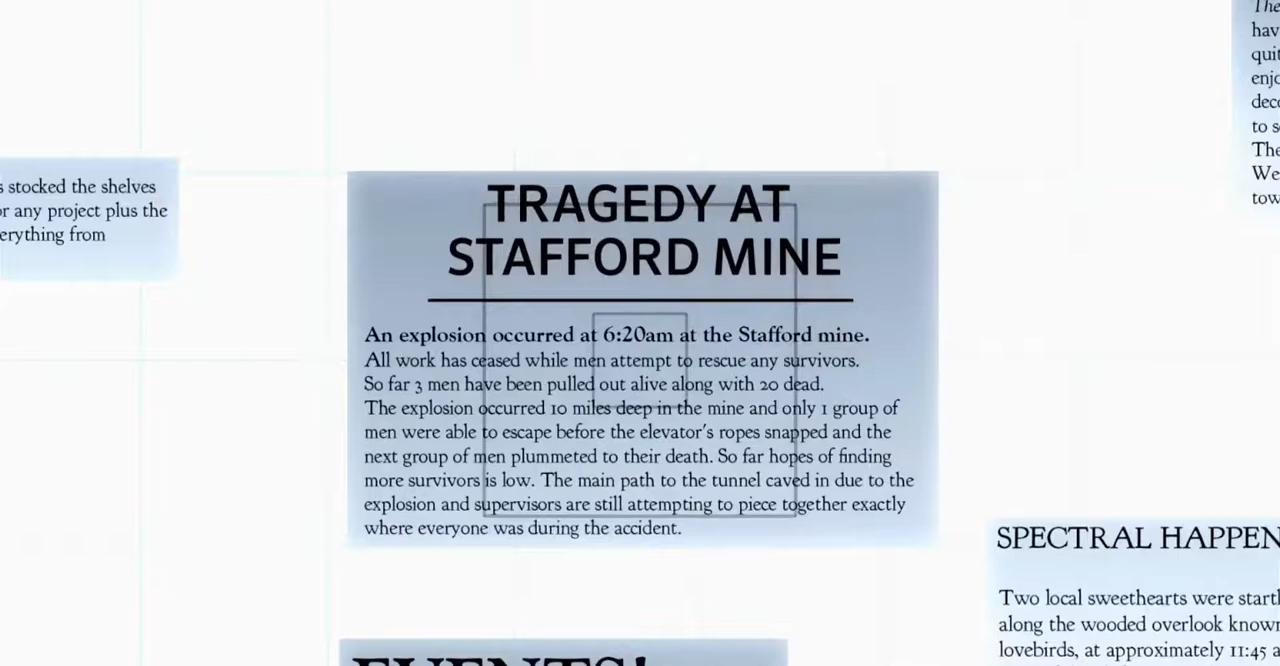 The
hav
quit
enjo
deco
to s
The
We
tow
s stocked the shelves
or any project plus the
erything from
TRAGEDY AT
STAFFORD MINE
An explosion occurred at 6:20am at the Stafford mine.
All work has ceased while men attempt to rescue any survivors.
So far 3 men have been pulled out alive along with 20 dead.
The explosion occurred 10 miles deep in the mine and only 1 group of
men were able to escape before the elevator's ropes snapped and the
next group of men plummeted to their death. So far hopes of finding
more survivors is low. The main path to the tunnel caved in due to the
explosion and supervisors are still attempting to piece together exactly
where everyone was during the accident.
SPECTRAL HAPPEN
Two local sweethearts were startl
along the wooded overlook known
lovebirds, at approximately 11:45 a
EVENTS!